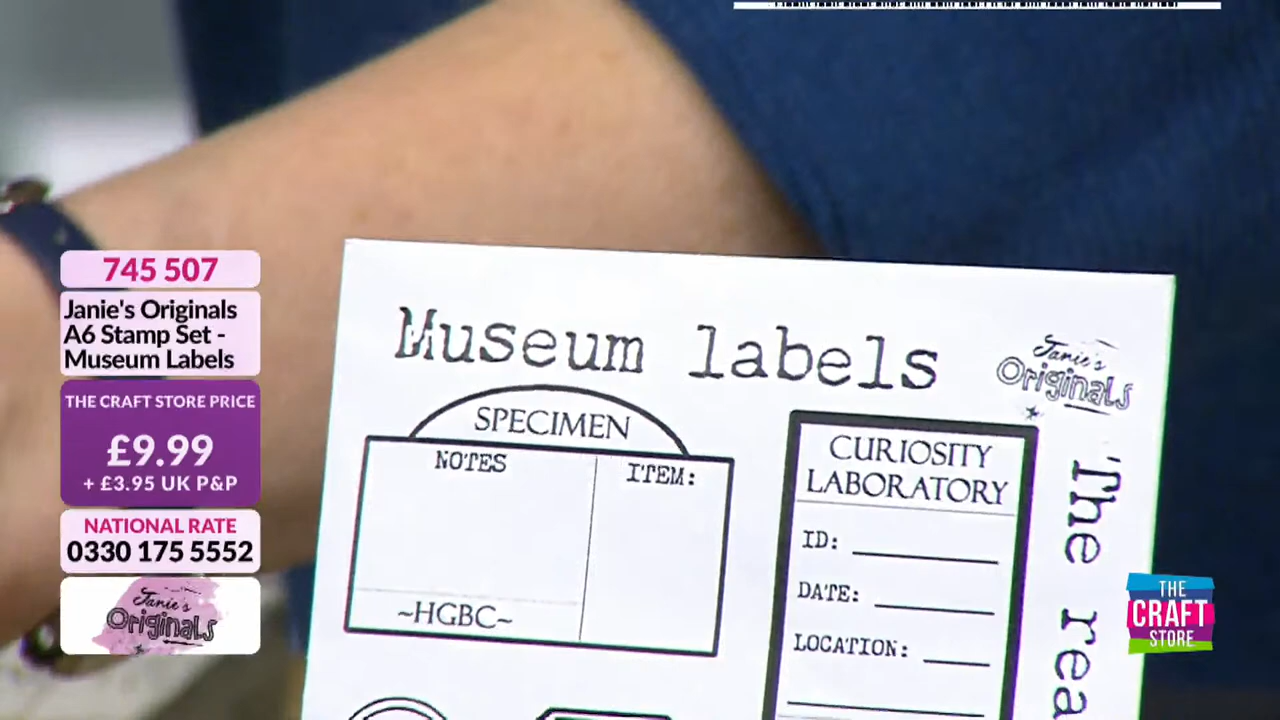 745 507
Janie's Originals
A6 Stamp Set -
Museum Labels
THE CRAFT STORE PRICE
£9.99
+ £3.95 UK P&P
NATIONAL RATE
0330 175 5552
Janie's
Originals
Museum labels
Janie's
Originals
SPECIMEN
NOTES
ITEM:
~HGBC~
CURIOSITY
LABORATORY
ID:
DATE:
LOCATION:
'The rea
THE
CRAFT
STORE